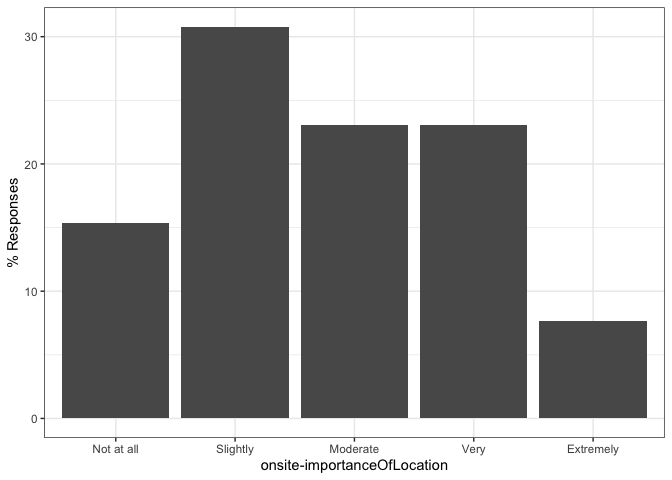 % Responses
30
20
10
0
Not at all Slightly Moderate Very Extremely
onsite-importanceOfLocation